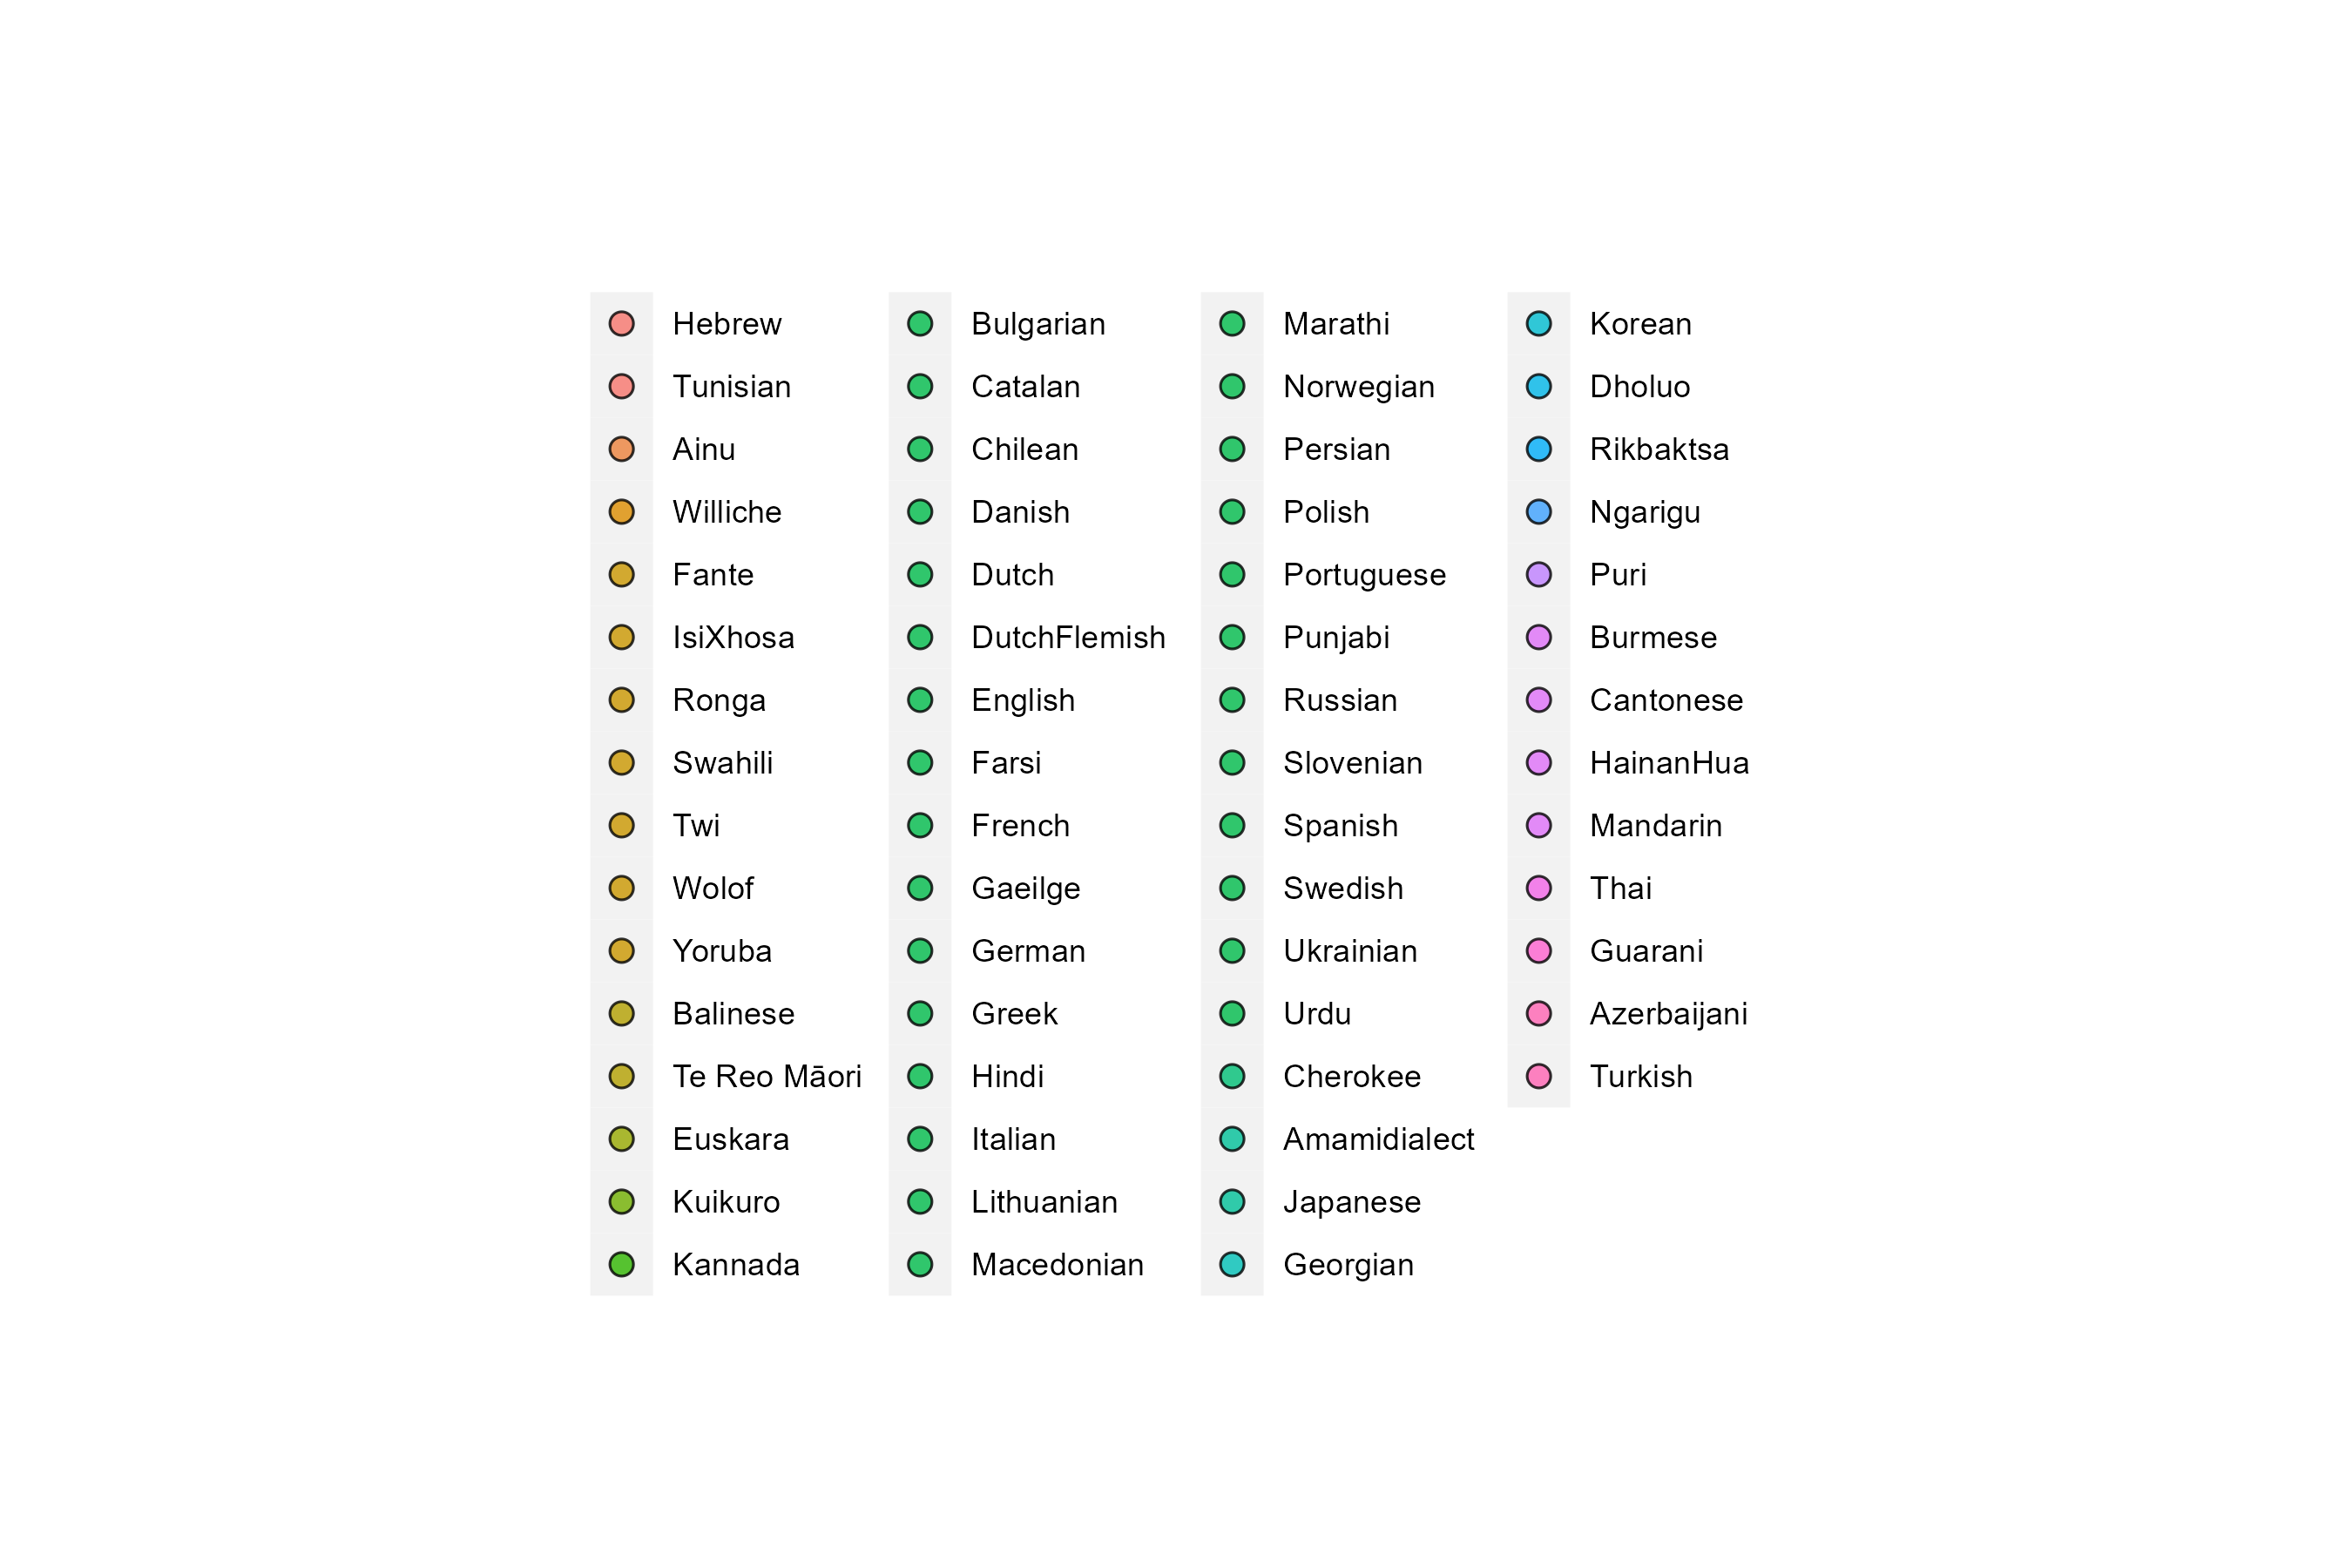 Hebrew
Tunisian
Ainu
Williche
Fante
IsiXhosa
Ronga
Swahili
Twi
Wolof
Yoruba
Balinese
Te Reo Māori
Euskara
Kuikuro
Kannada
Bulgarian
Catalan
Chilean
Danish
Dutch
DutchFlemish
English
Farsi
French
Gaeilge
German
Greek
Hindi
Italian
Lithuanian
Macedonian
Marathi
Norwegian
Persian
Polish
Portuguese
Punjabi
Russian
Slovenian
Spanish
Swedish
Ukrainian
Urdu
Cherokee
Amamidialect
Japanese
Georgian
Korean
Dholuo
Rikbaktsa
Ngarigu
Puri
Burmese
Cantonese
HainanHua
Mandarin
Thai
Guarani
Azerbaijani
Turkish